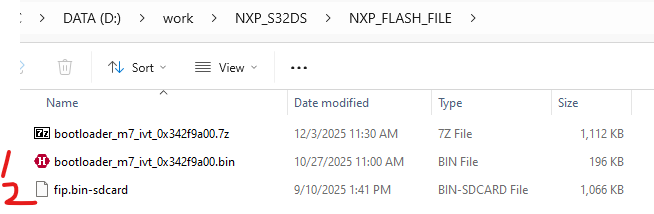 DATA (D:) > work > NXP_S32DS > NXP_FLASH_FILE >
Sort View ...
Name Date modified Type Size
7z bootloader_m7_ivt_0x342f9a00.7z 12/3/2025 11:30 AM 7Z File 1,112 KB
1 H bootloader_m7_ivt_0x342f9a00.bin 10/27/2025 11:00 AM BIN File 196 KB
2 fip.bin-sdcard 9/10/2025 1:41 PM BIN-SDCARD File 1,066 KB